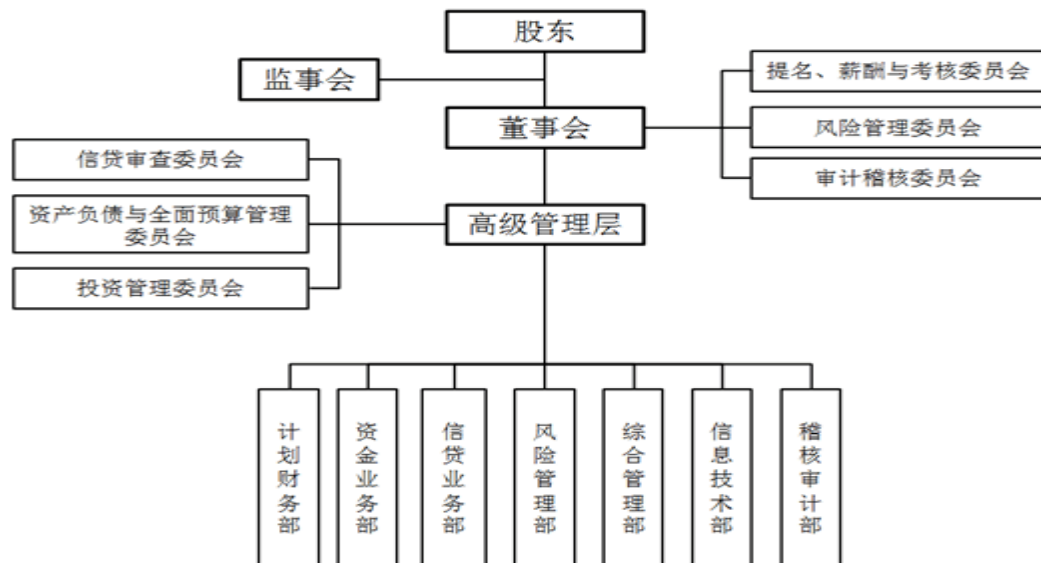 股东
监事会
提名、薪酬与考核委员会
董事会
风险管理委员会
信贷审查委员会
审计稽核委员会
资产负债与全面预算管理
委员会
高级管理层
投资管理委员会
计划财务部
资金业务部
信贷业务部
风险管理部
综合管理部
信息技术部
稽核审计部